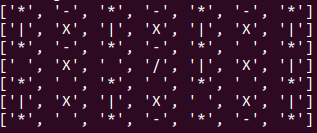 ['*', '-', '*', '-', '*', '-', '*']
['|', 'X', '|', 'X', '|', 'X', '|']
['*', '-', '*', '-', '*', ' ', '*']
[' ', 'X', ' ', '/', '|', 'X', '|']
['*', ' ', '*', ' ', '*', ' ', '*']
['|', 'X', '|', 'X', ' ', 'X', '|']
['*', ' ', '*', '-', '*', '-', '*']